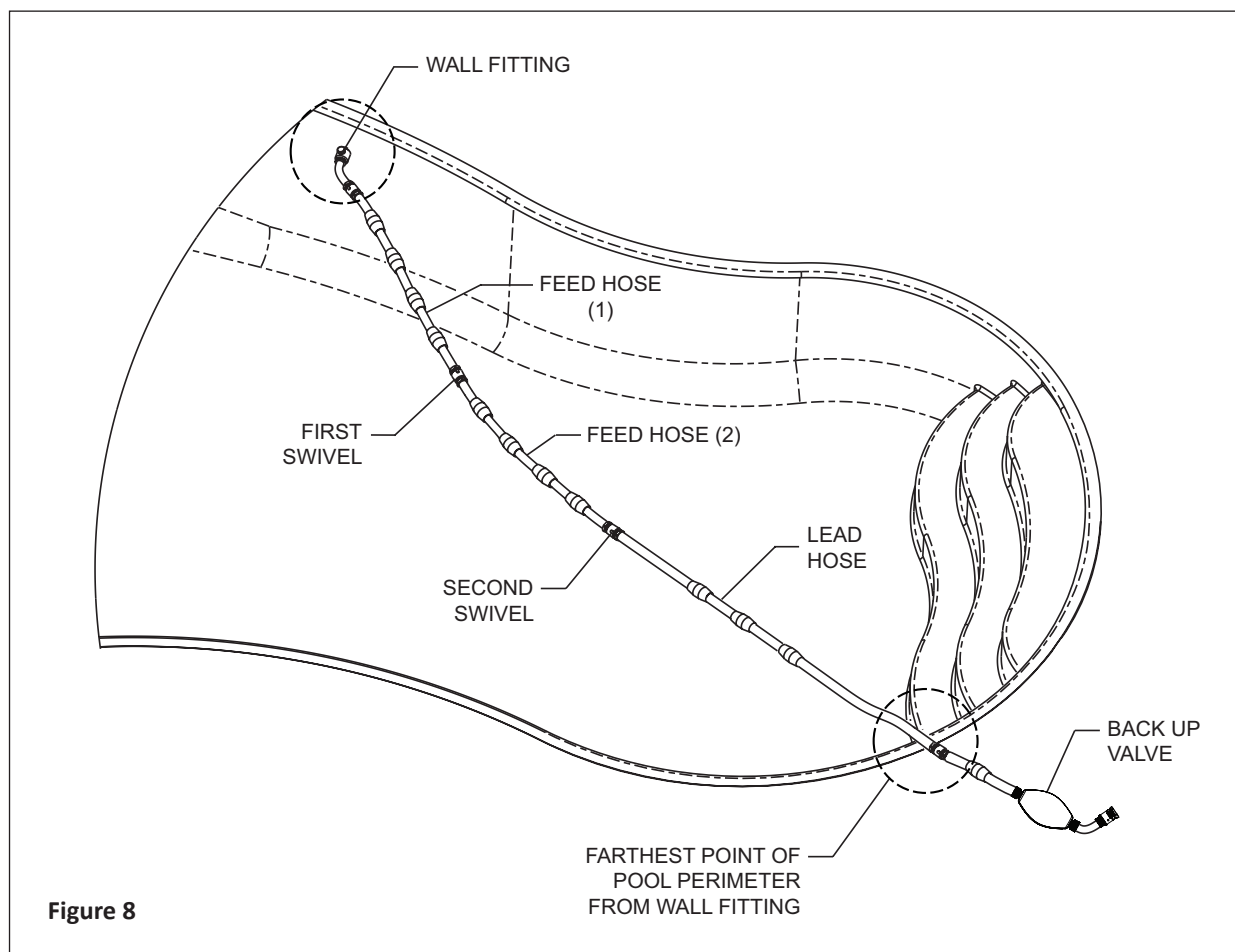 WALL FITTING
FEED HOSE
(1)
FIRST
SWIVEL
FEED HOSE (2)
LEAD
HOSE
SECOND
SWIVEL
BACK UP
VALVE
FARTHEST POINT OF
POOL PERIMETER
FROM WALL FITTING
Figure 8